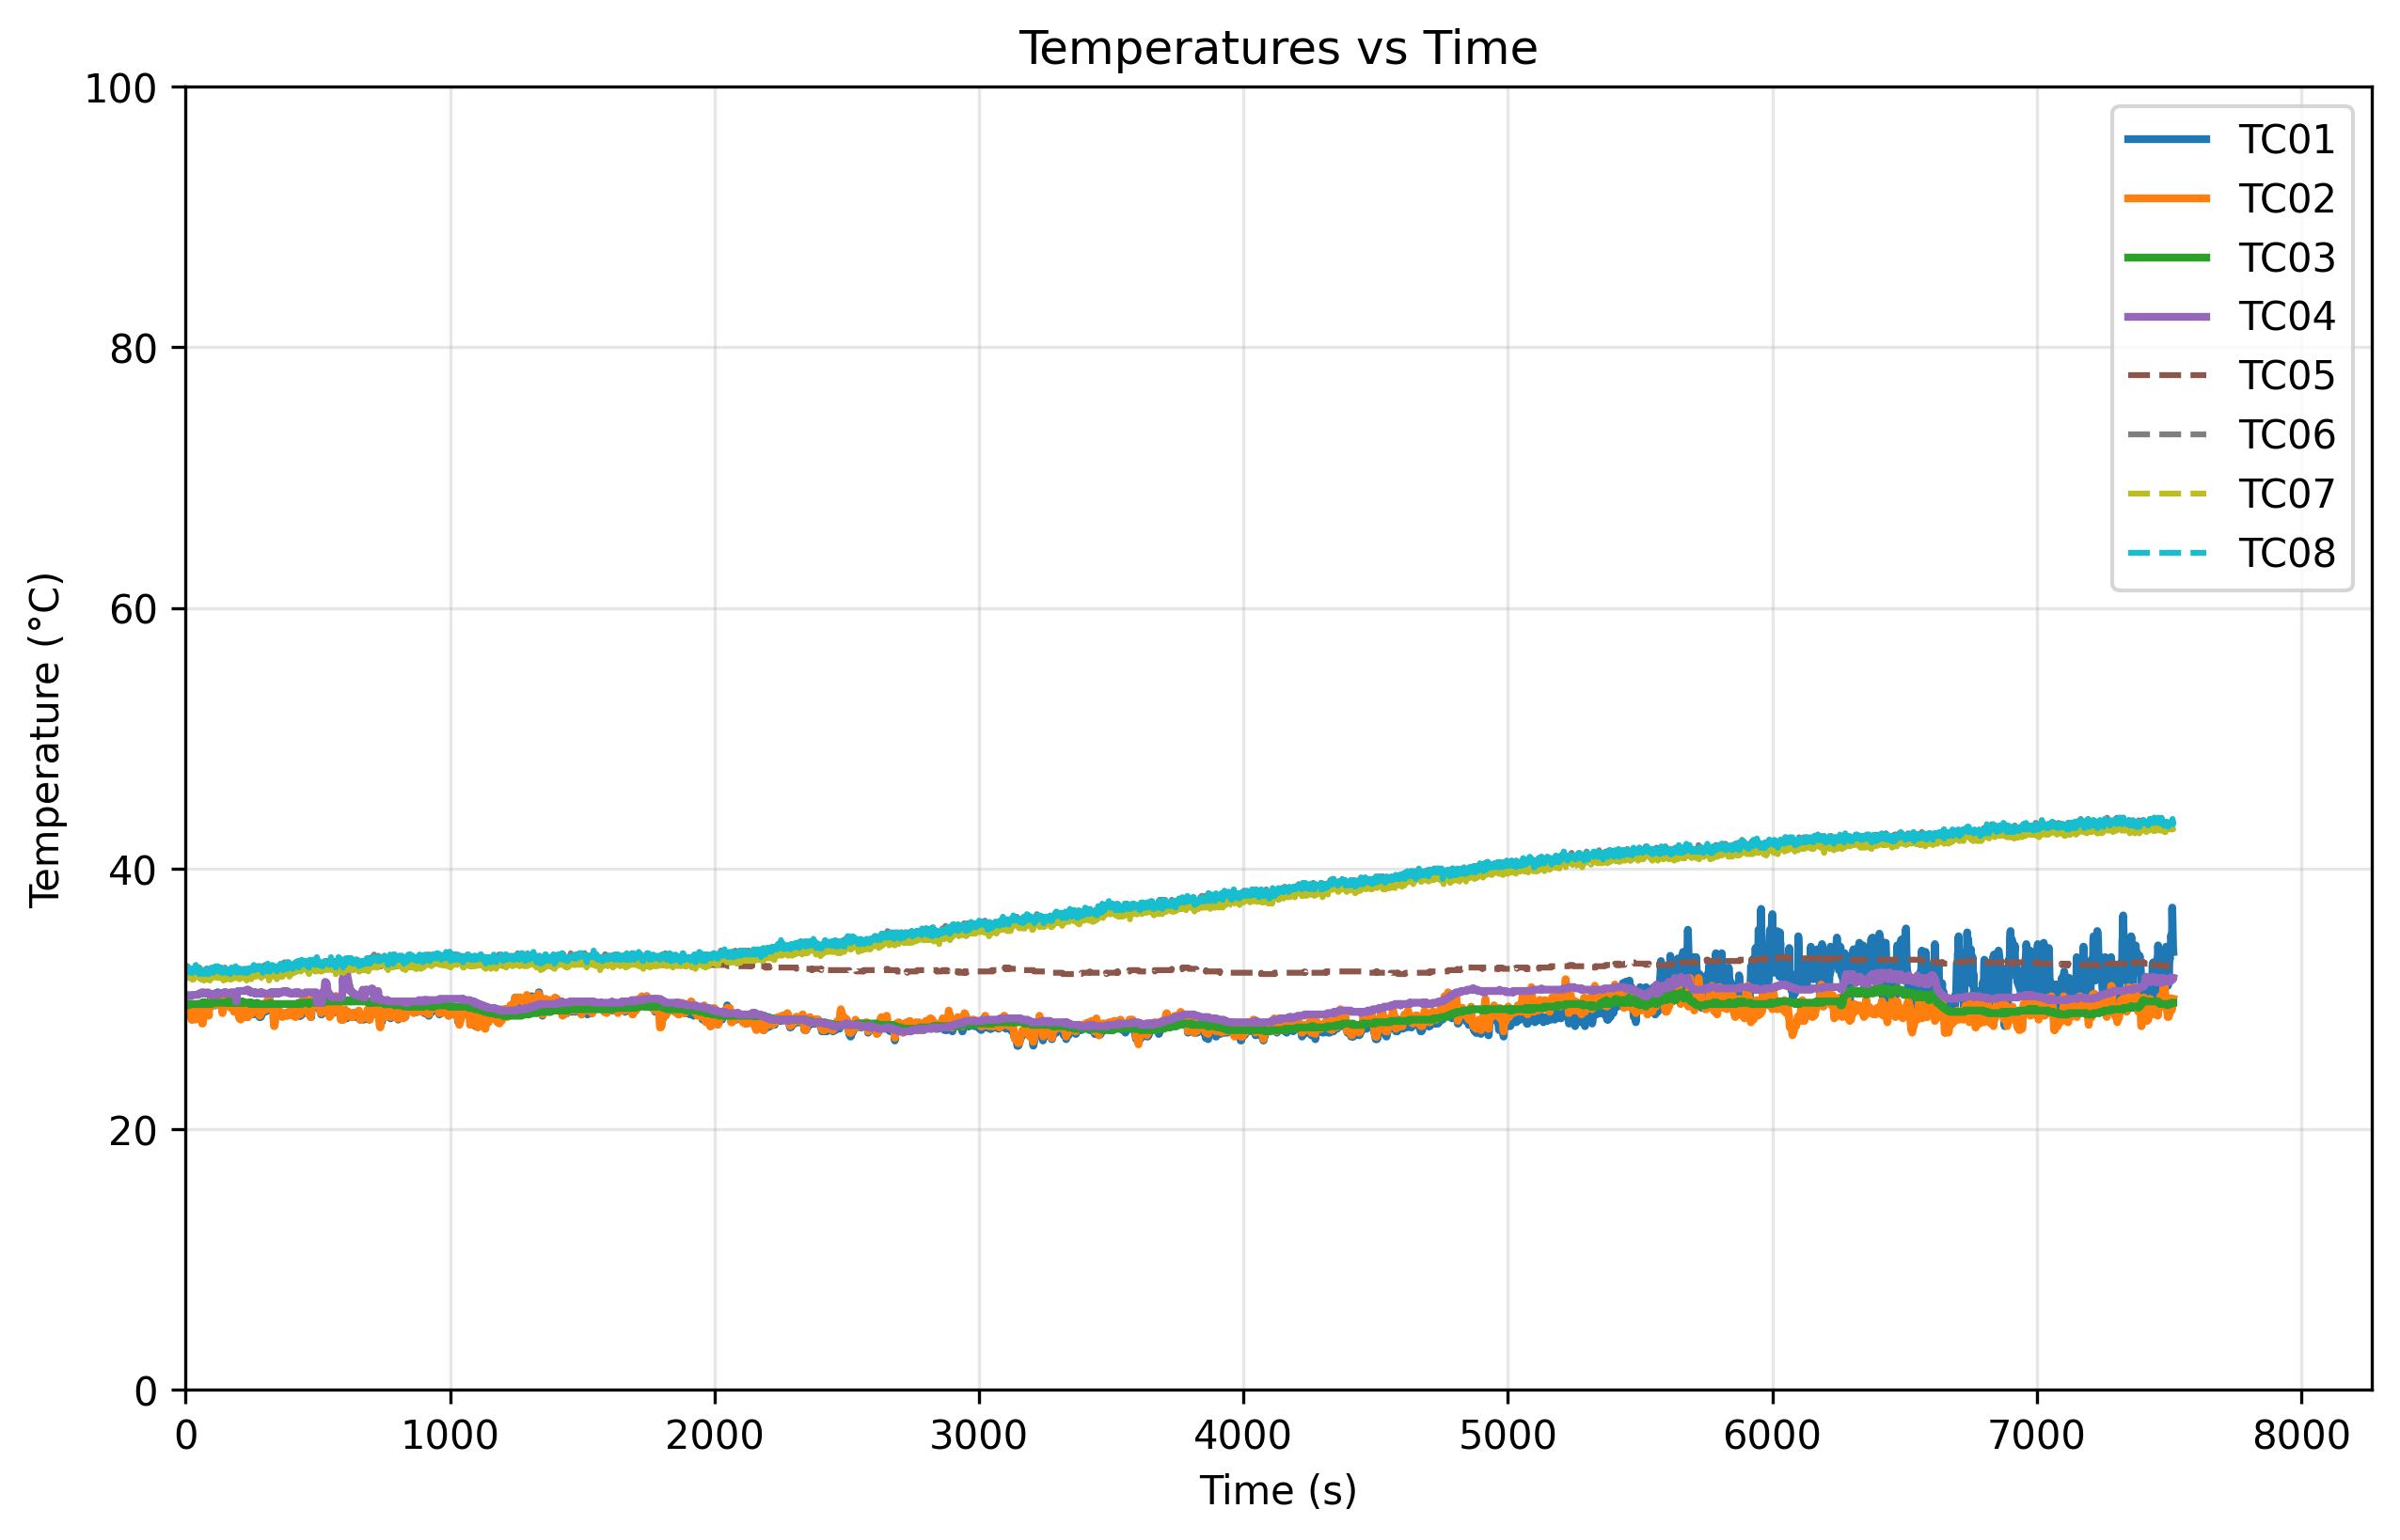 Temperatures vs Time
100
80
60
40
20
0
Temperature (°C)
0 1000 2000 3000 4000 5000 6000 7000 8000
Time (s)
TC01
TC02
TC03
TC04
TC05
TC06
TC07
TC08